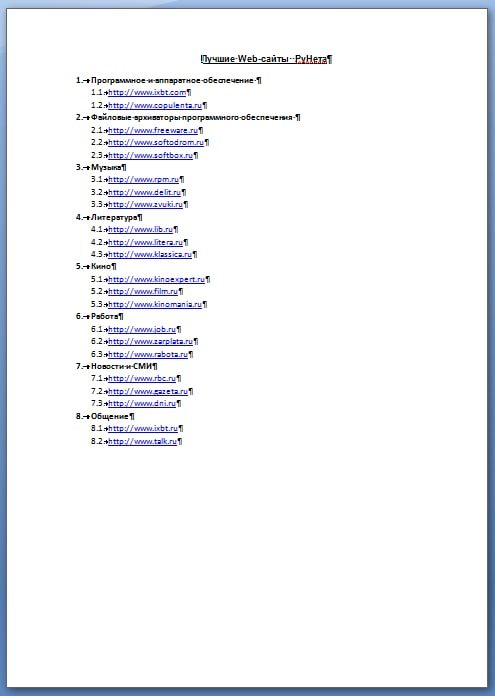 Лучшие Web-сайты РуНета
1. Программное и аппаратное обеспечение
1.1. http://www.ixbt.com
1.2. http://www.copulenta.ru
2. Файловые архиваторы программного обеспечения
2.1. http://www.freeware.ru
2.2. http://www.softodrom.ru
2.3. http://www.softbox.ru
3. Музыка
3.1. http://www.rpm.ru
3.2. http://www.delit.ru
3.3. http://www.zvuki.ru
4. Литература
4.1. http://www.lib.ru
4.2. http://www.litera.ru
4.3. http://www.klassica.ru
5. Кино
5.1. http://www.kinoexpert.ru
5.2. http://www.film.ru
5.3. http://www.kinomania.ru
6. Работа
6.1. http://www.job.ru
6.2. http://www.zarplata.ru
6.3. http://www.rabota.ru
7. Новости и СМИ
7.1. http://www.rbc.ru
7.2. http://www.gazeta.ru
7.3. http://www.dni.ru
8. Общение
8.1. http://www.ixbt.ru
8.2. http://www.talk.ru